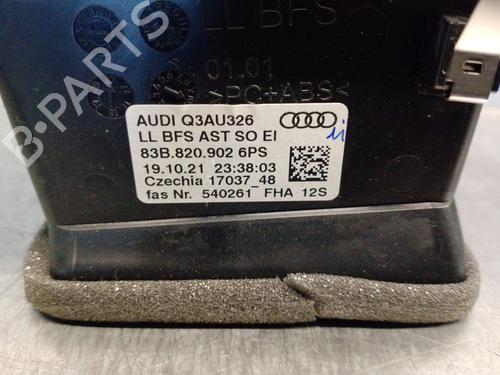 LL BFS
01.01
>PC+ABS<
AUDI Q3AU326
LL BFS AST SO EI
83B.820.902 6PS
19.10.21 23:38:03
Czechia 17037_48
fas Nr. 540261 FHA 12S
B-PARTS